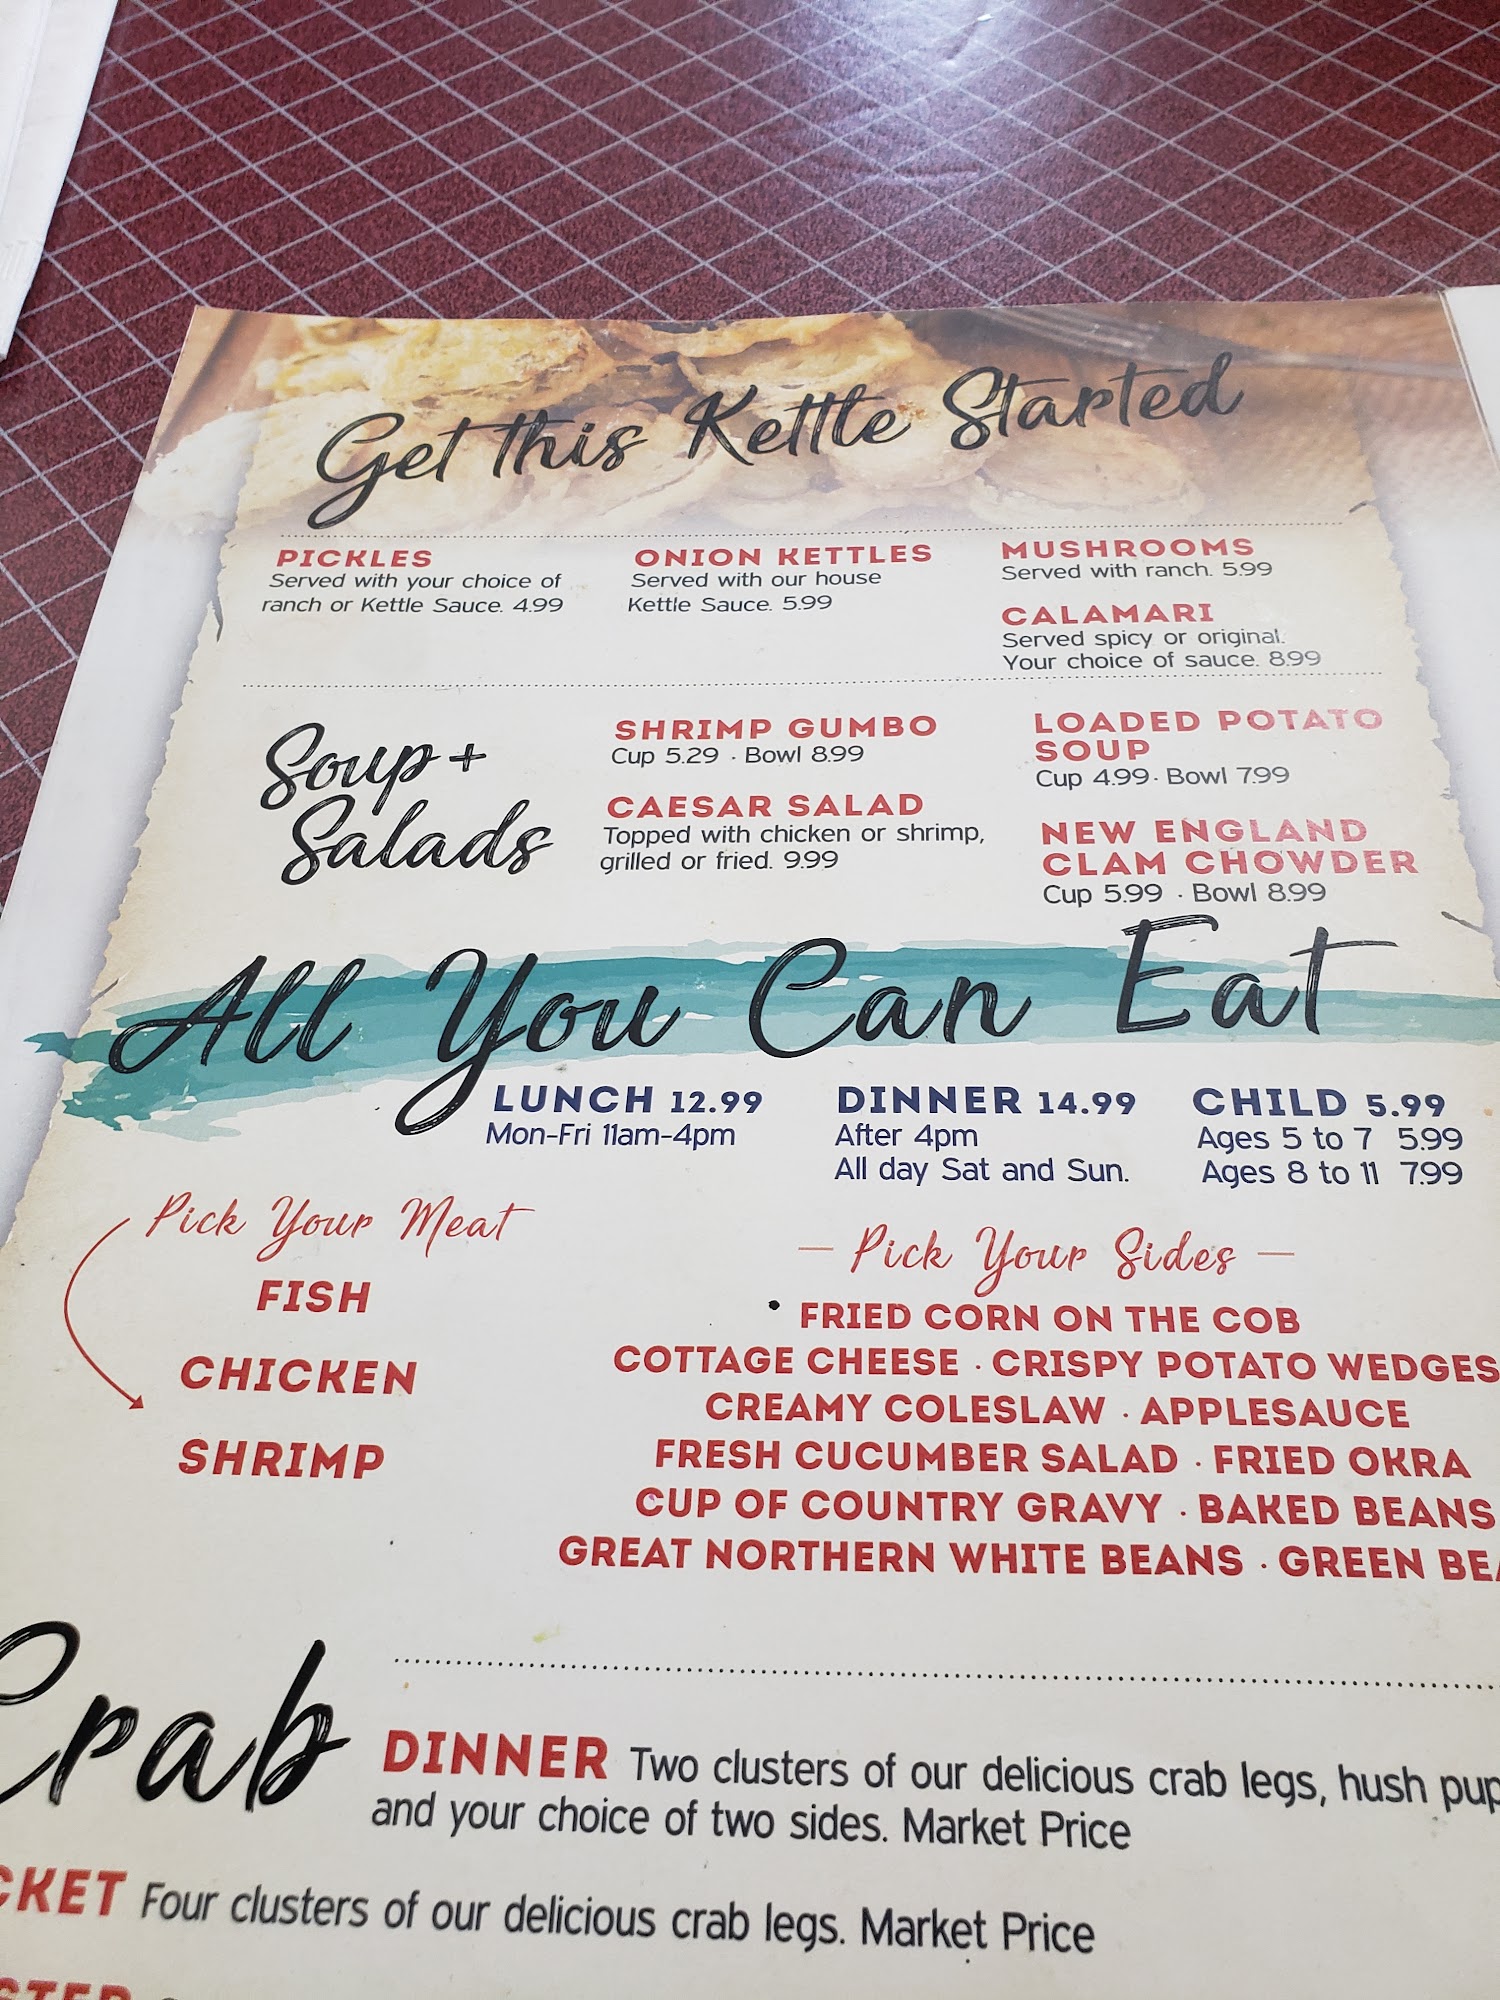 Get this Kettle Started
PICKLES
Served with your choice of
ranch or Kettle Sauce. 4.99
ONION KETTLES
Served with our house
Kettle Sauce. 5.99
MUSHROOMS
Served with ranch. 5.99
CALAMARI
Served spicy or original.
Your choice of sauce. 8.99
Soup +
Salads
SHRIMP GUMBO
Cup 5.29 · Bowl 8.99
CAESAR SALAD
Topped with chicken or shrimp,
grilled or fried. 9.99
LOADED POTATO
SOUP
Cup 4.99 · Bowl 7.99
NEW ENGLAND
CLAM CHOWDER
Cup 5.99 · Bowl 8.99
All You Can Eat
LUNCH 12.99
Mon-Fri 11am-4pm
DINNER 14.99
After 4pm
All day Sat and Sun.
CHILD 5.99
Ages 5 to 7 5.99
Ages 8 to 11 7.99
Pick Your Meat
FISH
CHICKEN
SHRIMP
– Pick Your Sides –
FRIED CORN ON THE COB
COTTAGE CHEESE · CRISPY POTATO WEDGES
CREAMY COLESLAW · APPLESAUCE
FRESH CUCUMBER SALAD · FRIED OKRA
CUP OF COUNTRY GRAVY · BAKED BEANS
GREAT NORTHERN WHITE BEANS · GREEN BEA
Crab
DINNER Two clusters of our delicious crab legs, hush pup
and your choice of two sides. Market Price
CKET Four clusters of our delicious crab legs. Market Price